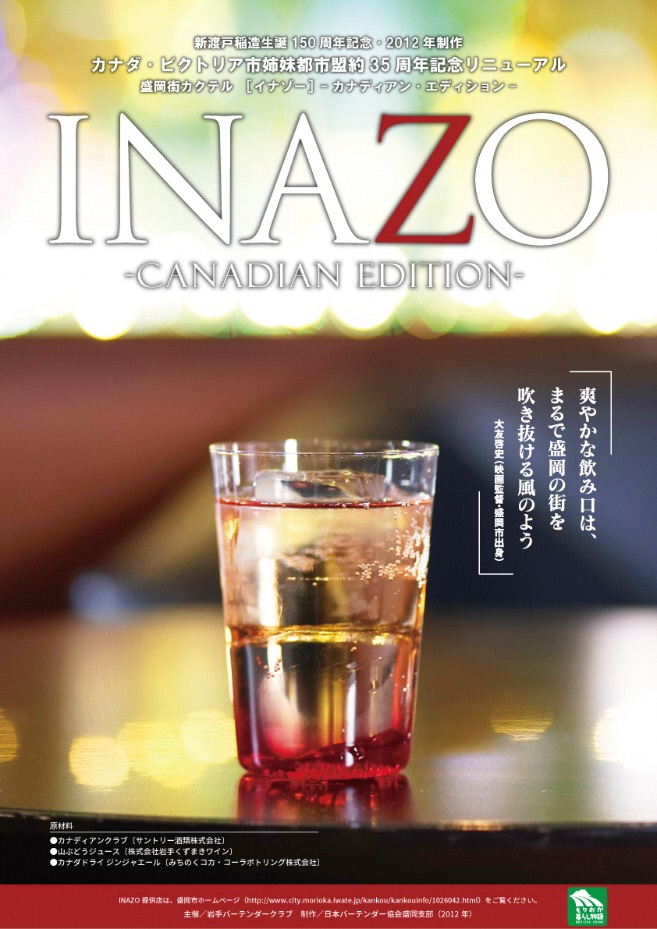 新渡戸稲造生誕150周年記念・2012年制作
カナダ・ビクトリア市姉妹都市盟約35周年記念リニューアル
盛岡街カクテル [イナゾー] -カナディアン・エディション-
INAZO
-CANADIAN EDITION-
爽やかな飲み口は、
まるで盛岡の街を
吹き抜ける風のよう
大友啓史(映画監督・盛岡市出身)
原材料
●カナディアンクラブ(サントリー酒類株式会社)
●山ぶどうジュース(株式会社岩手くずまきワイン)
●カナダドライ ジンジャエール(みちのくコカ・コーラボトリング株式会社)
INAZO 提供店は、盛岡市ホームページ(http://www.city.morioka.iwate.jp/kankou/kankouinfo/1026042.html)をご覧ください。
主催/岩手バーテンダークラブ 制作/日本バーテンダー協会盛岡支部(2012年)
もりおか
暮らし物語